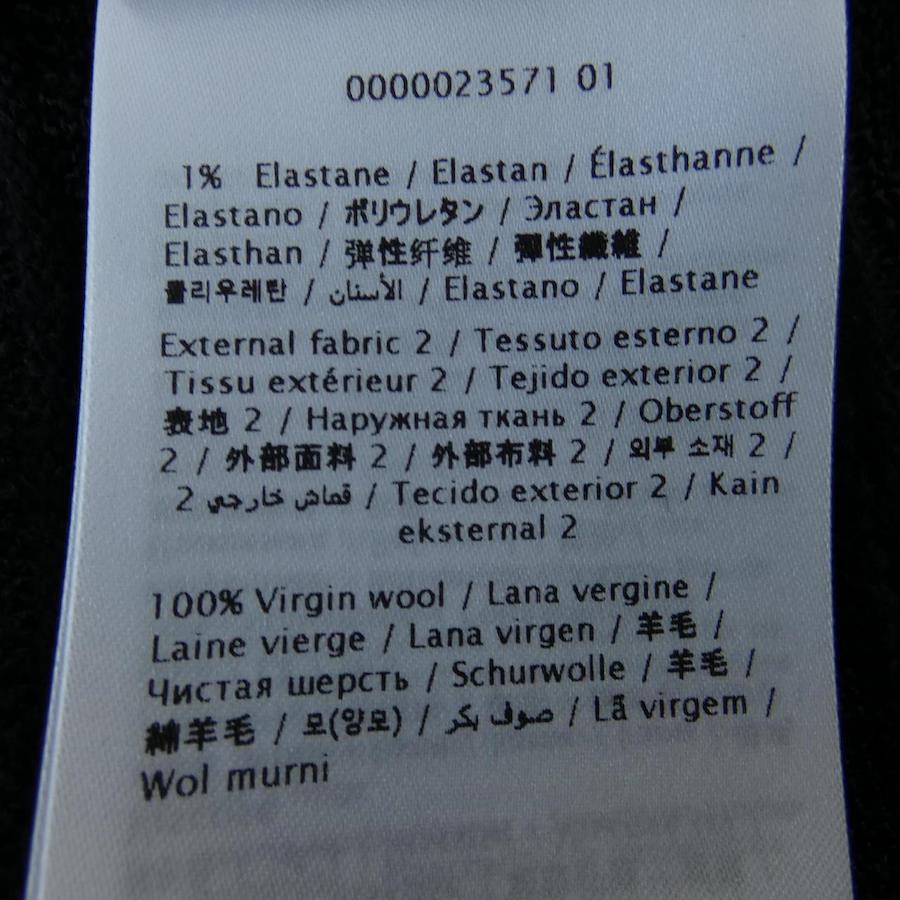 0000023571 01
1% Elastane / Elastan / Élasthanne /
Elastano / ポリウレタン / Эластан /
Elasthan / 弹性纤维 / 彈性纖維 /
폴리우레탄 / الأستان / Elastano / Elastane
External fabric 2 / Tessuto esterno 2 /
Tissu extérieur 2 / Tejido exterior 2 /
表地 2 / Наружная ткань 2 / Oberstoff
2 / 外部面料 2 / 外部布料 2 / 외부 소재 2 /
قماش خارجي 2 / Tecido exterior 2 / Kain
eksternal 2
100% Virgin wool / Lana vergine /
Laine vierge / Lana virgen / 羊毛 /
Чистая шерсть / Schurwolle / 羊毛 /
純羊毛 / 모(양모) / صوف بكر / Lã virgem /
Wol murni